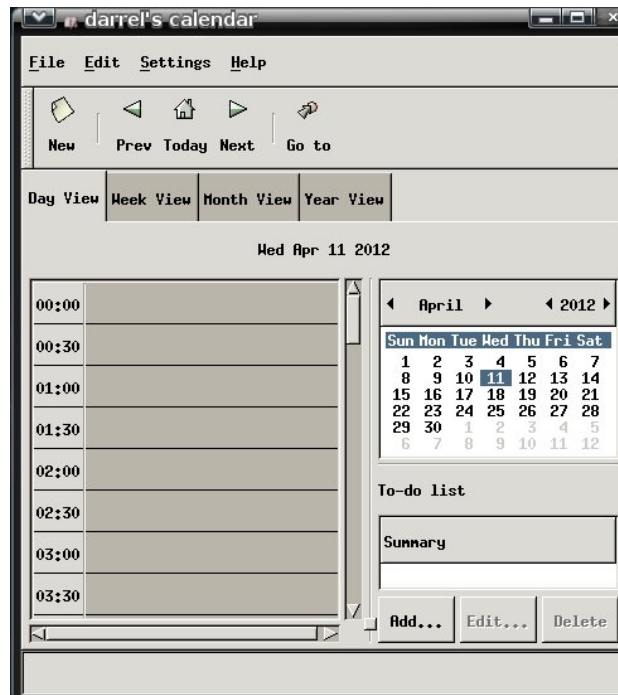 darrel's calendar
File Edit Settings Help
New Prev Today Next Go to
Day View Week View Month View Year View
Wed Apr 11 2012
00:00
00:30
01:00
01:30
02:00
02:30
03:00
03:30
April 2012
Sun Mon Tue Wed Thu Fri Sat
1 2 3 4 5 6 7
8 9 10 11 12 13 14
15 16 17 18 19 20 21
22 23 24 25 26 27 28
29 30 1 2 3 4 5
6 7 8 9 10 11 12
To-do list
Summary
Add... Edit... Delete